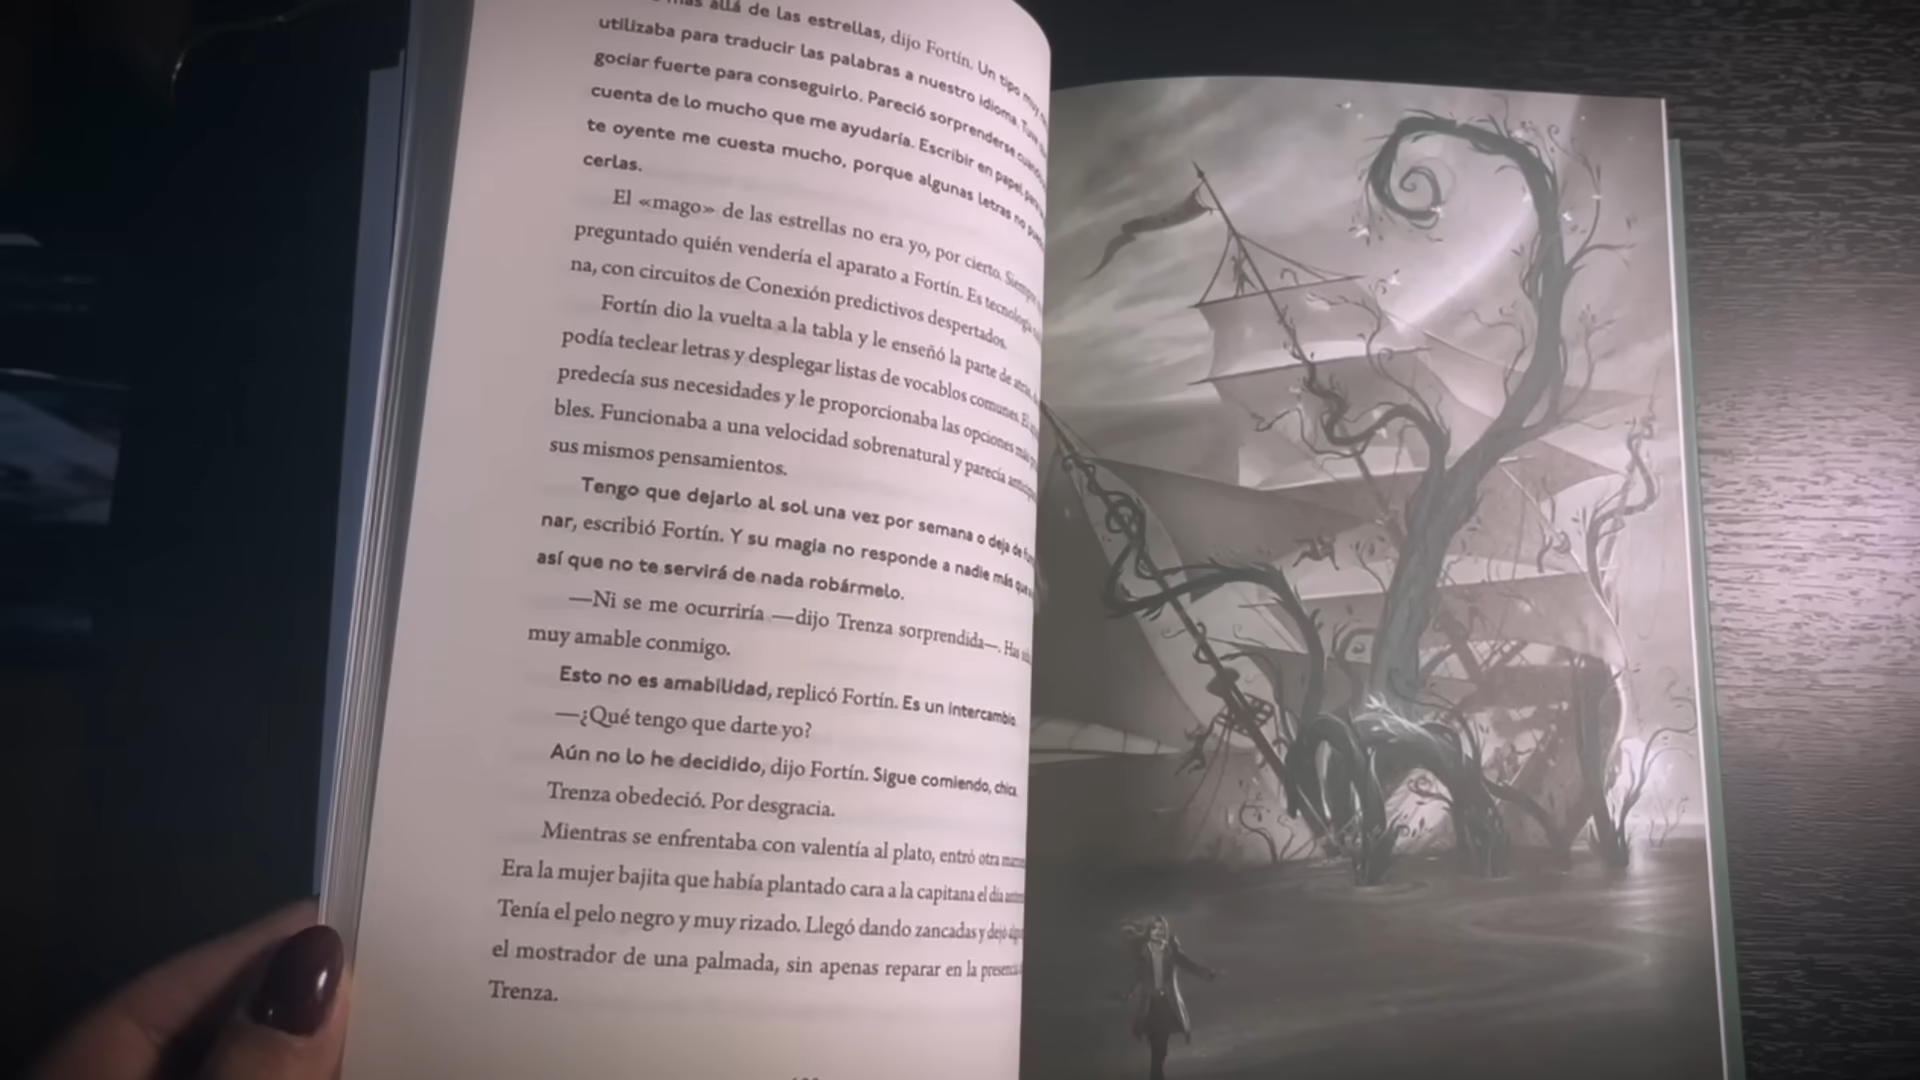 más allá de las estrellas, dijo Fortín. Un tipo muy
utilizaba para traducir las palabras a nuestro idioma. Tuve
gociar fuerte para conseguirlo. Pareció sorprenderse cuando
cuenta de lo mucho que me ayudaría. Escribir en papel para
te oyente me cuesta mucho, porque algunas letras no puedo
cerlas.
El «mago» de las estrellas no era yo, por cierto. Siempre
preguntado quién vendería el aparato a Fortín. Es tecnología
na, con circuitos de Conexión predictivos despertados.
Fortín dio la vuelta a la tabla y le enseñó la parte de atrás,
podía teclear letras y desplegar listas de vocablos comunes. El
predecía sus necesidades y le proporcionaba las opciones más
bles. Funcionaba a una velocidad sobrenatural y parecía
sus mismos pensamientos.
Tengo que dejarlo al sol una vez por semana o deja de
nar, escribió Fortín. Y su magia no responde a nadie más que
así que no te servirá de nada robármelo.
—Ni se me ocurriría —dijo Trenza sorprendida—. Has
muy amable conmigo.
Esto no es amabilidad, replicó Fortín. Es un intercambio.
—¿Qué tengo que darte yo?
Aún no lo he decidido, dijo Fortín. Sigue comiendo, chica.
Trenza obedeció. Por desgracia.
Mientras se enfrentaba con valentía al plato, entró otra
Era la mujer bajita que había plantado cara a la capitana el día
Tenía el pelo negro y muy rizado. Llegó dando zancadas y dejó
el mostrador de una palmada, sin apenas reparar en la
Trenza.